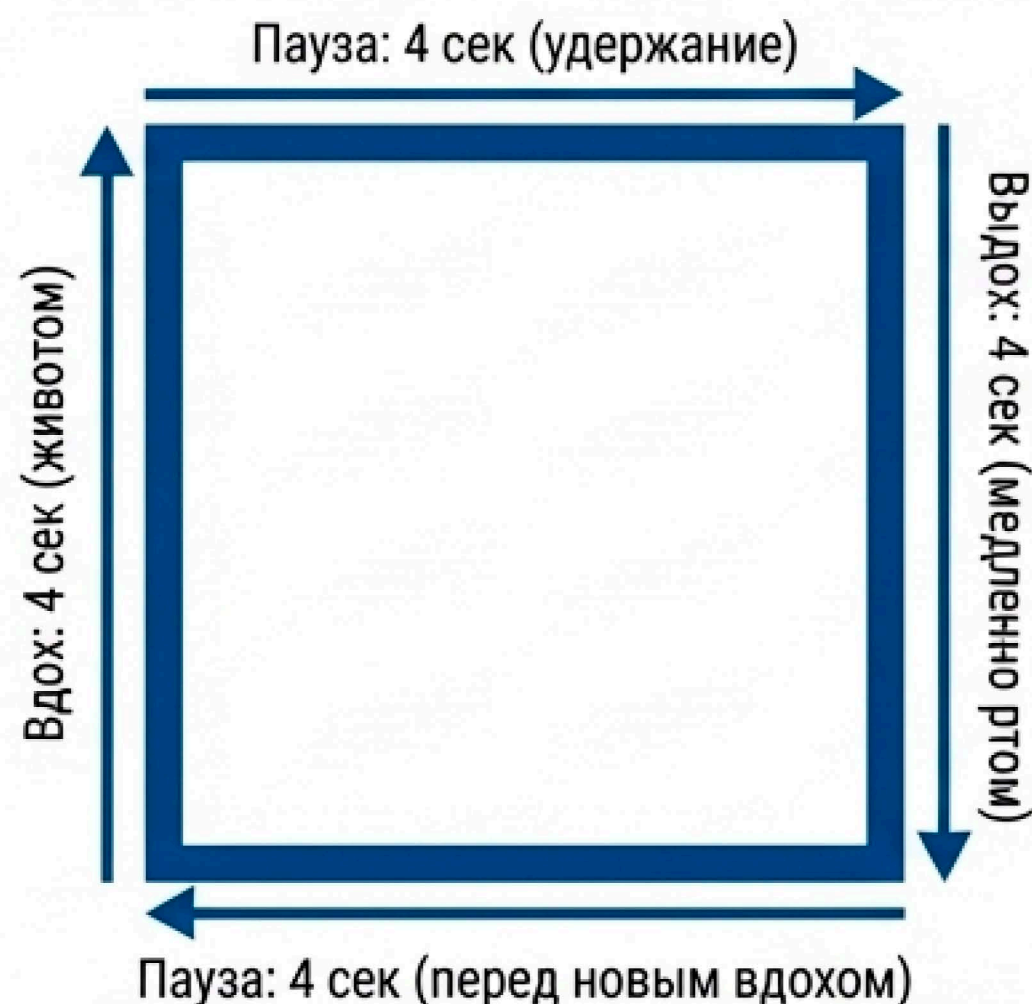 Пауза: 4 сек (удержание)
Вдох: 4 сек (животом)
Выдох: 4 сек (медленно ртом)
Пауза: 4 сек (перед новым вдохом)